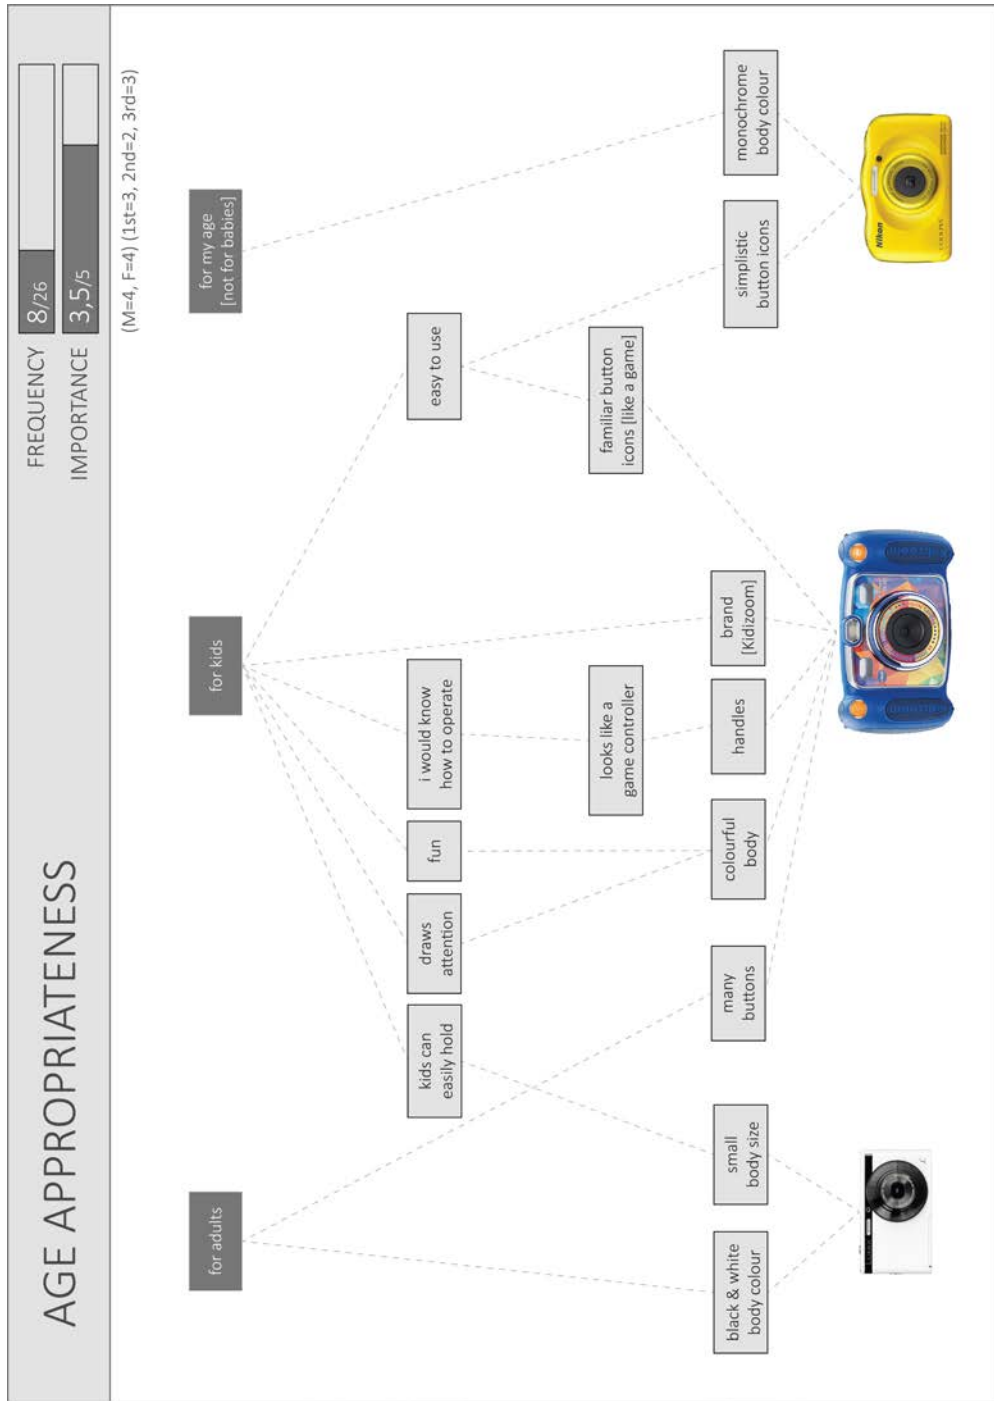 AGE APPROPRIATENESS
FREQUENCY
8/26
IMPORTANCE
3,5/5
(M=4, F=4) (1st=3, 2nd=2, 3rd=3)
for adults
for kids
for my age
[not for babies]
kids can
easily hold
draws
attention
fun
i would know
how to operate
easy to use
looks like a
game controller
familiar button
icons [like a game]
black & white
body colour
small
body size
many
buttons
colourful
body
handles
brand
[Kidizoom]
simplistic
button icons
monochrome
body colour
Nikon